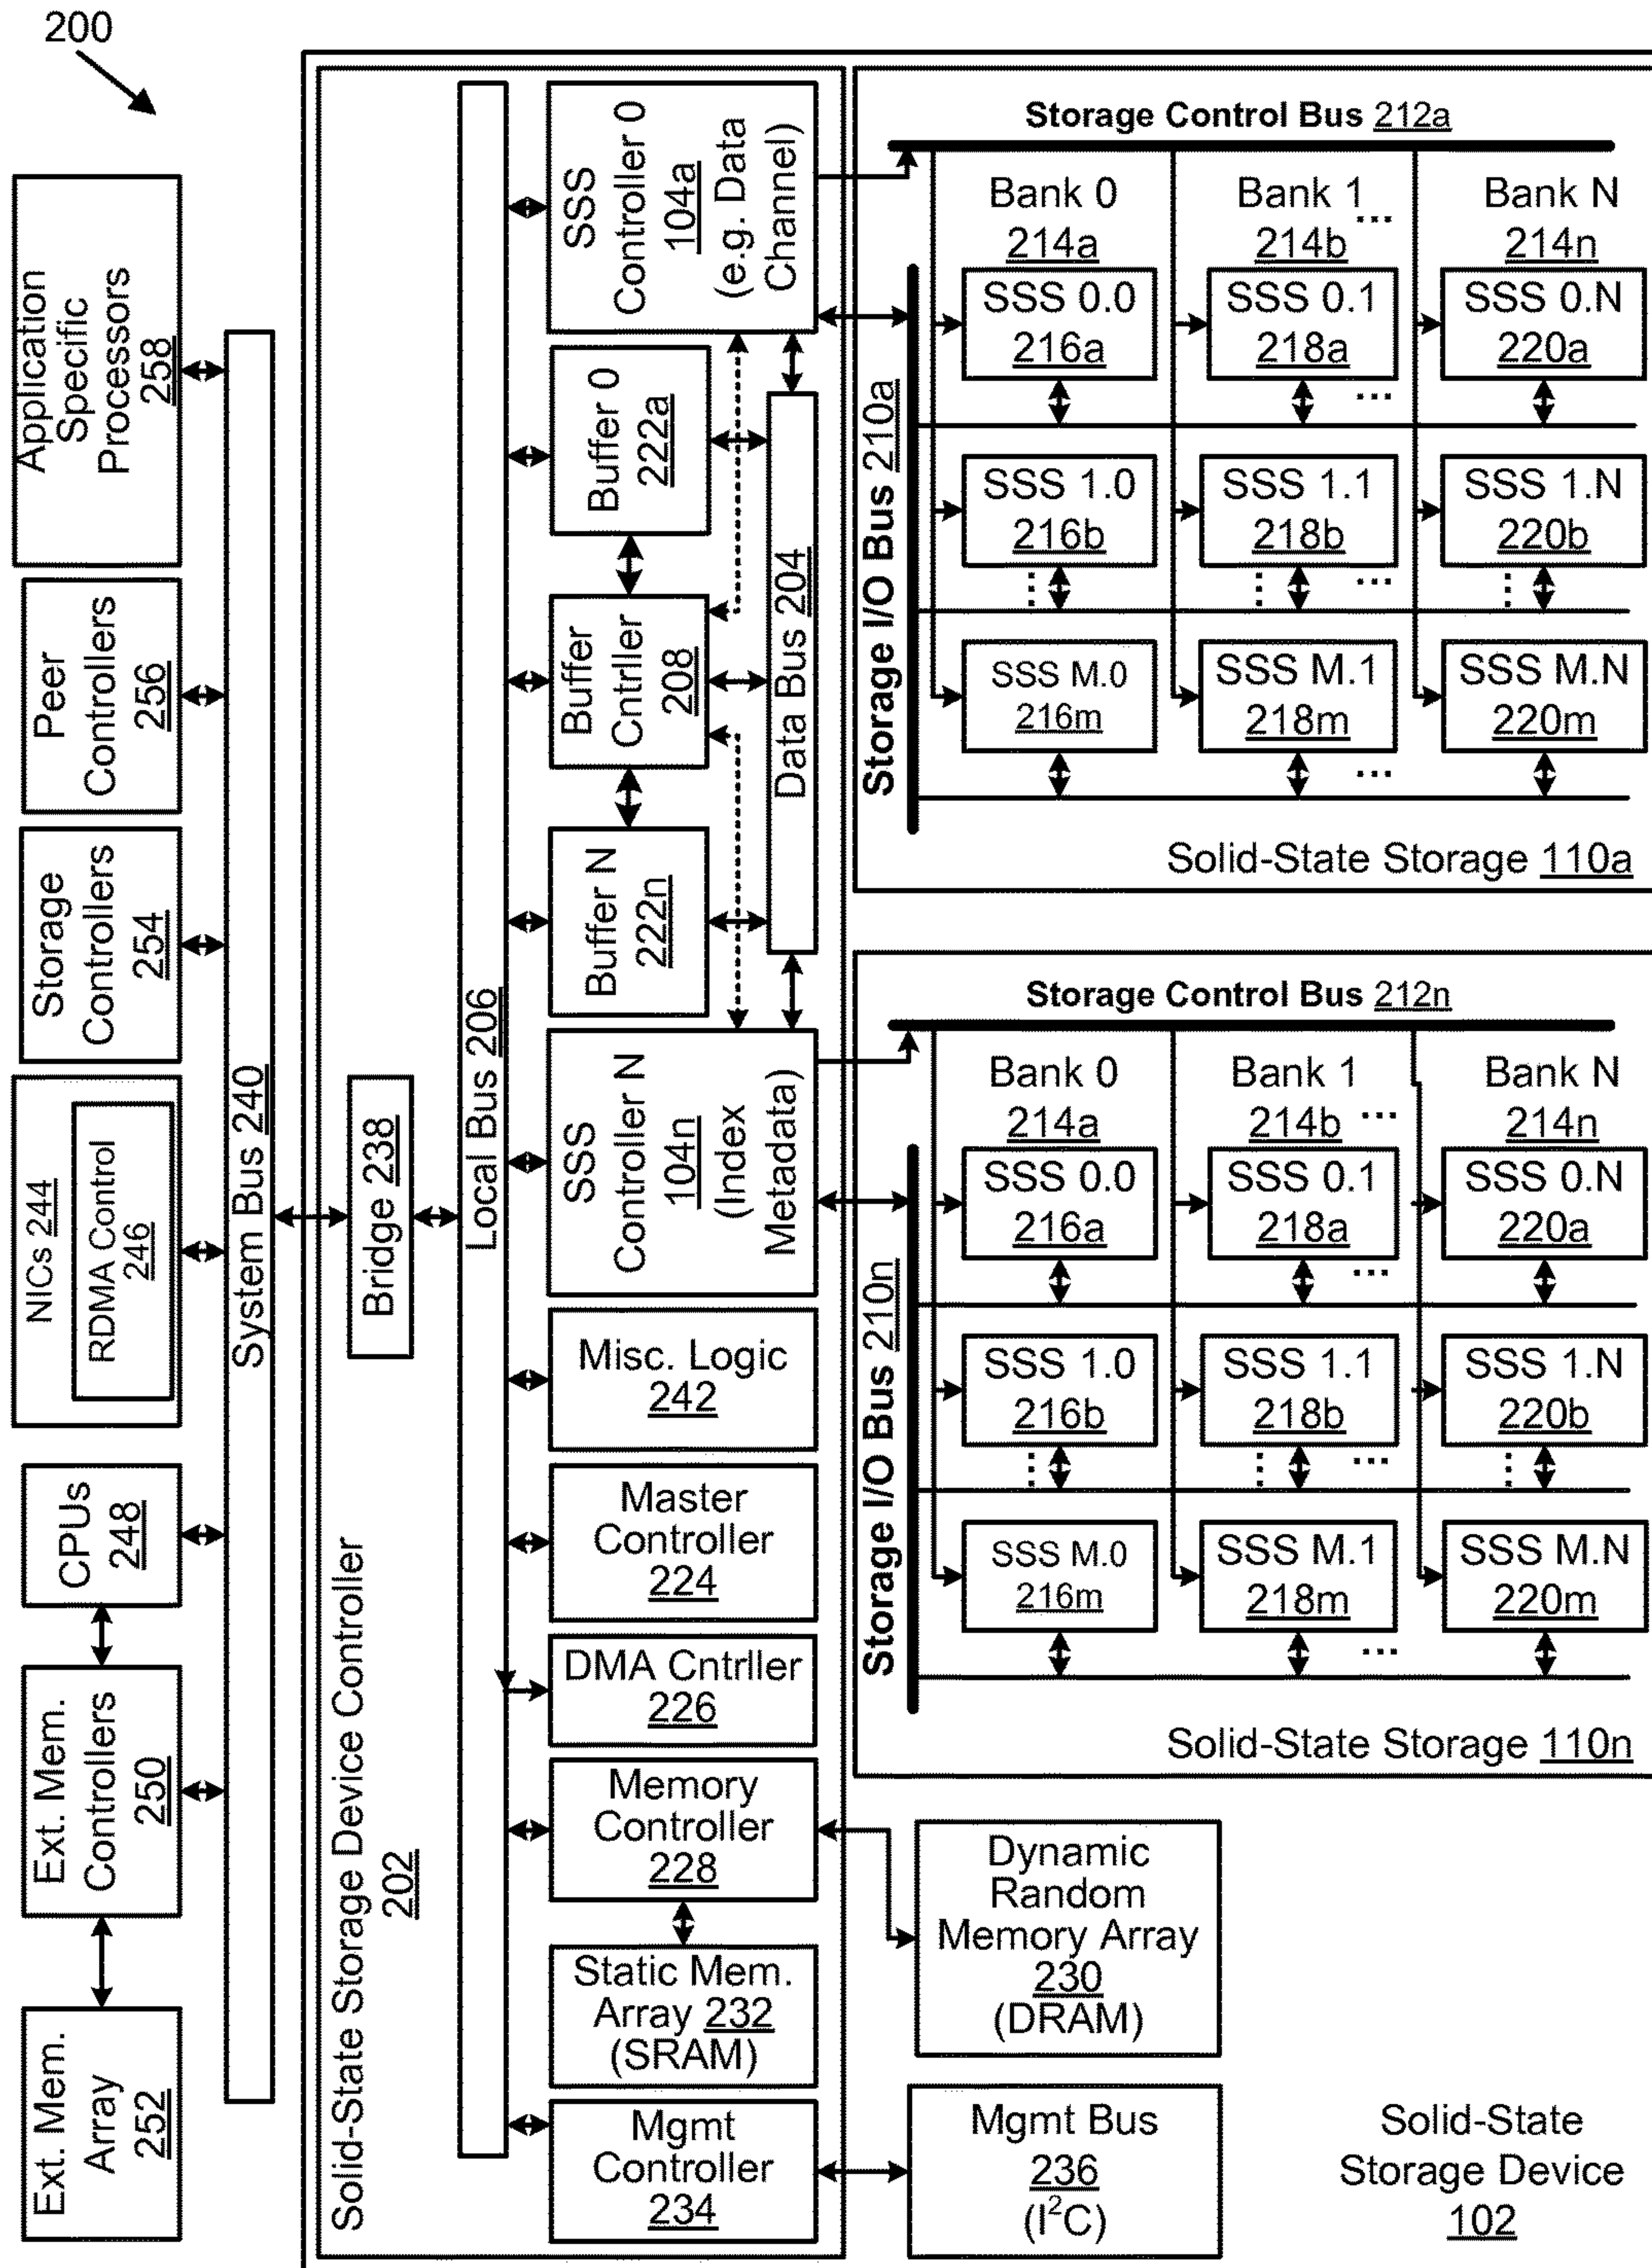 200
Application
Specific
Processors
258
Peer
Controllers
256
Storage
Controllers
254
NICs 244
RDMA Control
246
CPUs
248
Ext. Mem.
Controllers
250
Ext. Mem.
Array
252
System Bus 240
Solid-State Storage Device Controller
202
Bridge 238
Local Bus 206
SSS
Controller 0
104a
(e.g. Data
Channel)
Buffer 0
222a
Buffer
Cntrller
208
Buffer N
222n
Data Bus 204
SSS
Controller N
104n
(Index
Metadata)
Misc. Logic
242
Master
Controller
224
DMA Cntrller
226
Memory
Controller
228
Static Mem.
Array 232
(SRAM)
Mgmt
Controller
234
Storage Control Bus 212a
Storage I/O Bus 210a
Bank 0
214a
Bank 1
214b
...
Bank N
214n
SSS 0.0
216a
SSS 0.1
218a
SSS 0.N
220a
...
SSS 1.0
216b
SSS 1.1
218b
SSS 1.N
220b
...
...
...
...
SSS M.0
216m
SSS M.1
218m
SSS M.N
220m
...
Solid-State Storage 110a
Storage Control Bus 212n
Storage I/O Bus 210n
Bank 0
214a
Bank 1
214b
...
Bank N
214n
SSS 0.0
216a
SSS 0.1
218a
SSS 0.N
220a
...
SSS 1.0
216b
SSS 1.1
218b
SSS 1.N
220b
...
...
...
...
SSS M.0
216m
SSS M.1
218m
SSS M.N
220m
...
Solid-State Storage 110n
Dynamic
Random
Memory Array
230
(DRAM)
Mgmt Bus
236
(I²C)
Solid-State
Storage Device
102